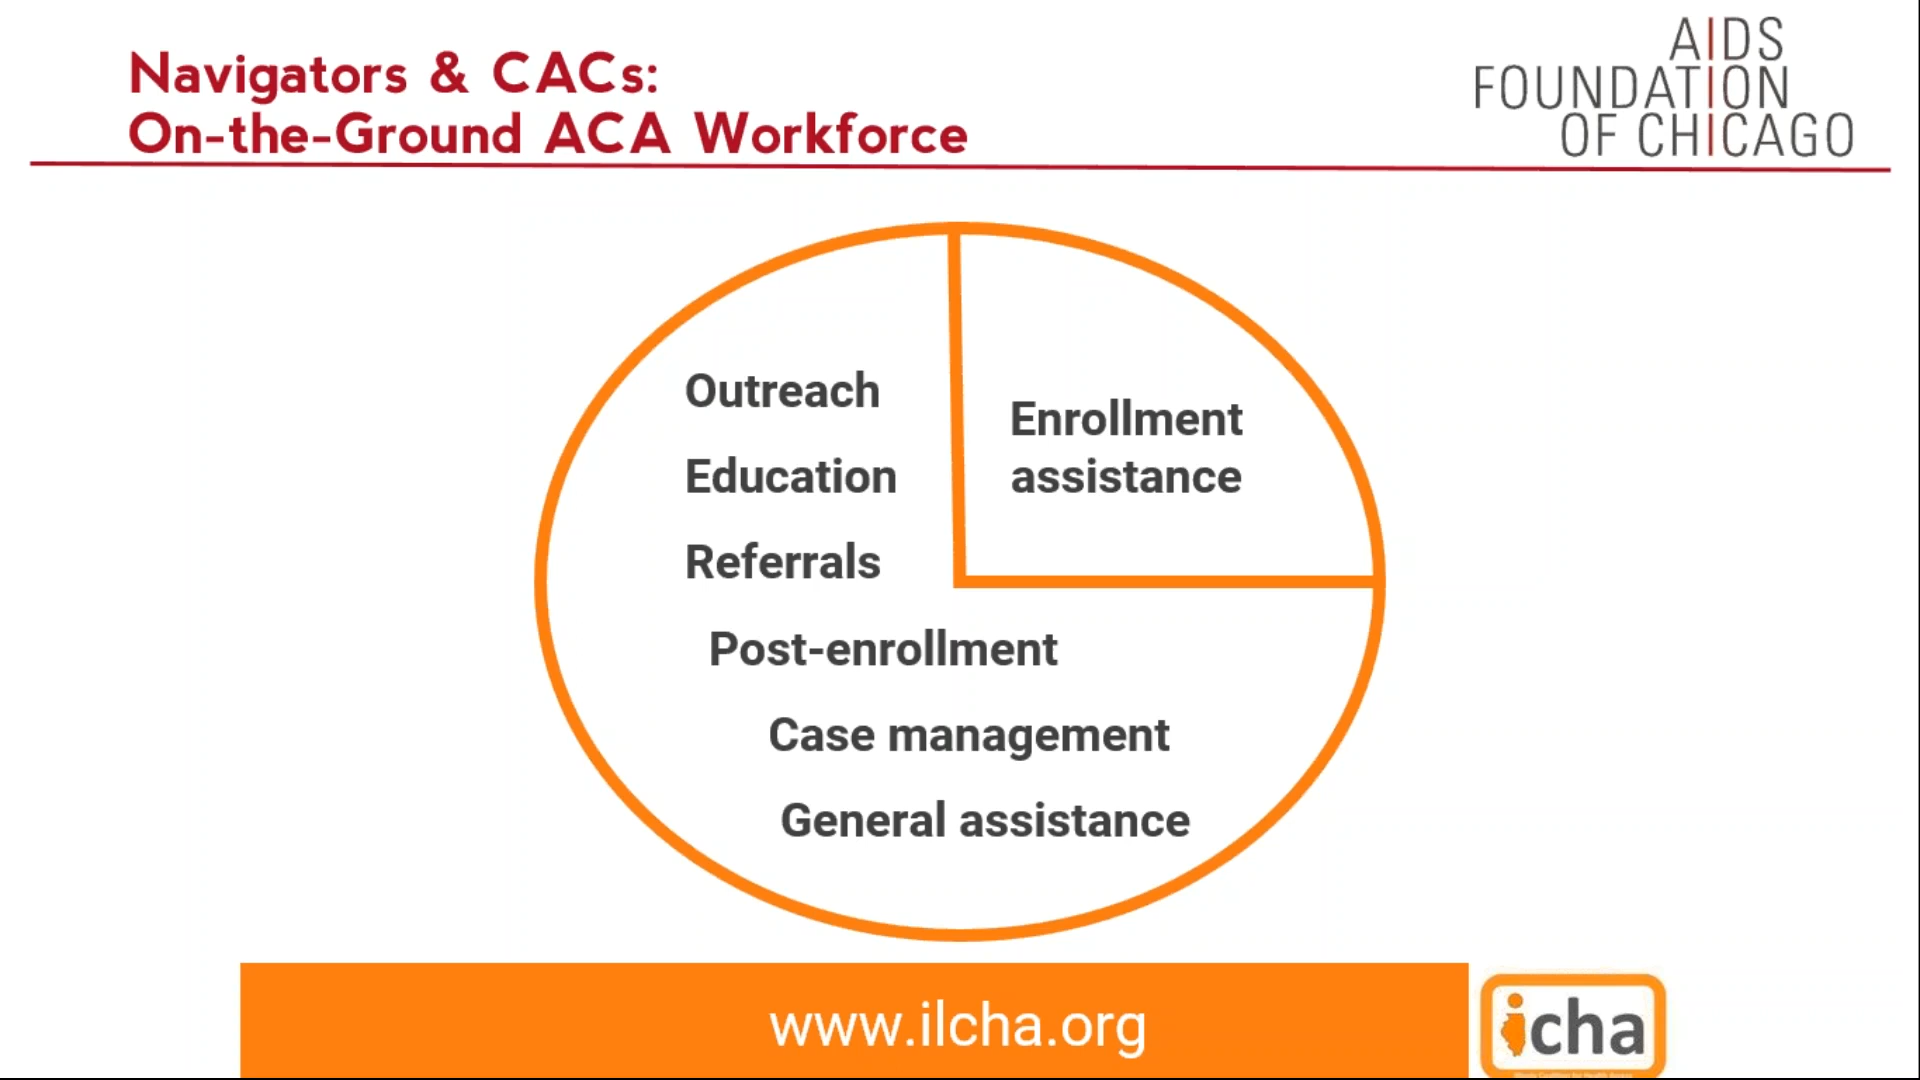 Navigators & CACs:
On-the-Ground ACA Workforce
AIDS
FOUNDATION
OF CHICAGO
Outreach
Education
Referrals
Post-enrollment
Case management
General assistance
Enrollment
assistance
www.ilcha.org
icha